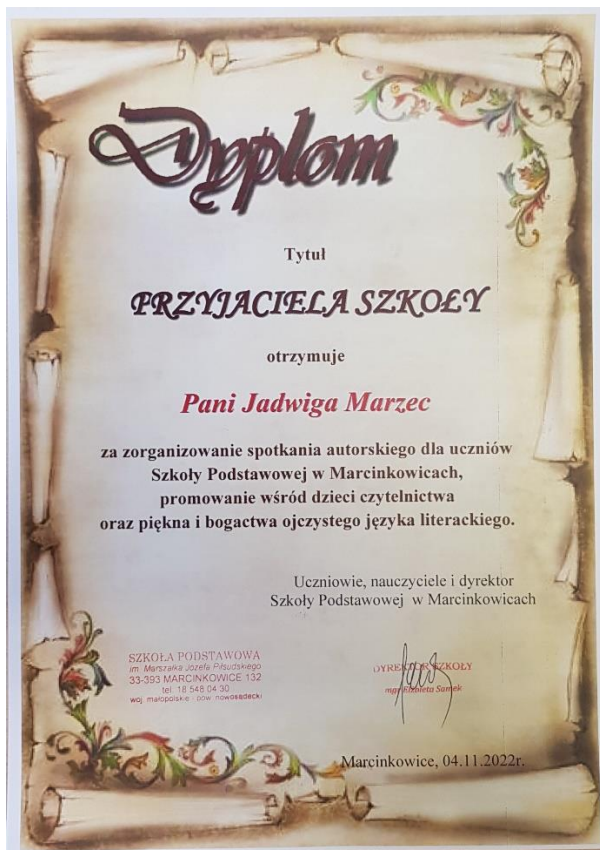 Dyplom
Tytuł
PRZYJACIELA SZKOŁY
otrzymuje
Pani Jadwiga Marzec
za zorganizowanie spotkania autorskiego dla uczniów
Szkoły Podstawowej w Marcinkowicach,
promowanie wśród dzieci czytelnictwa
oraz piękna i bogactwa ojczystego języka literackiego.
Uczniowie, nauczyciele i dyrektor
Szkoły Podstawowej w Marcinkowicach
SZKOŁA PODSTAWOWA
im. Marszałka Józefa Piłsudskiego
33-393 MARCINKOWICE 132
tel. 18 548 04 30
woj. małopolskie - pow. nowosądecki
DYREKTOR SZKOŁY
mgr Elżbieta Samek
Marcinkowice, 04.11.2022r.